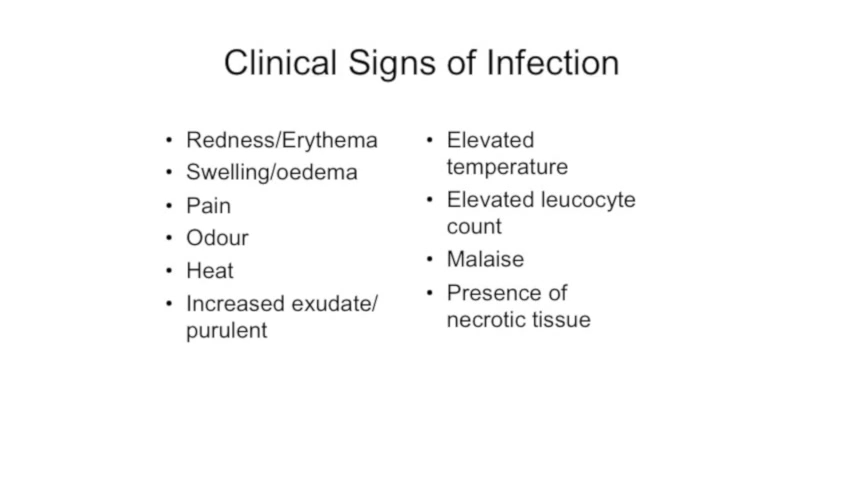 Clinical Signs of Infection
• Redness/Erythema
• Swelling/oedema
• Pain
• Odour
• Heat
• Increased exudate/
purulent
• Elevated
temperature
• Elevated leucocyte
count
• Malaise
• Presence of
necrotic tissue